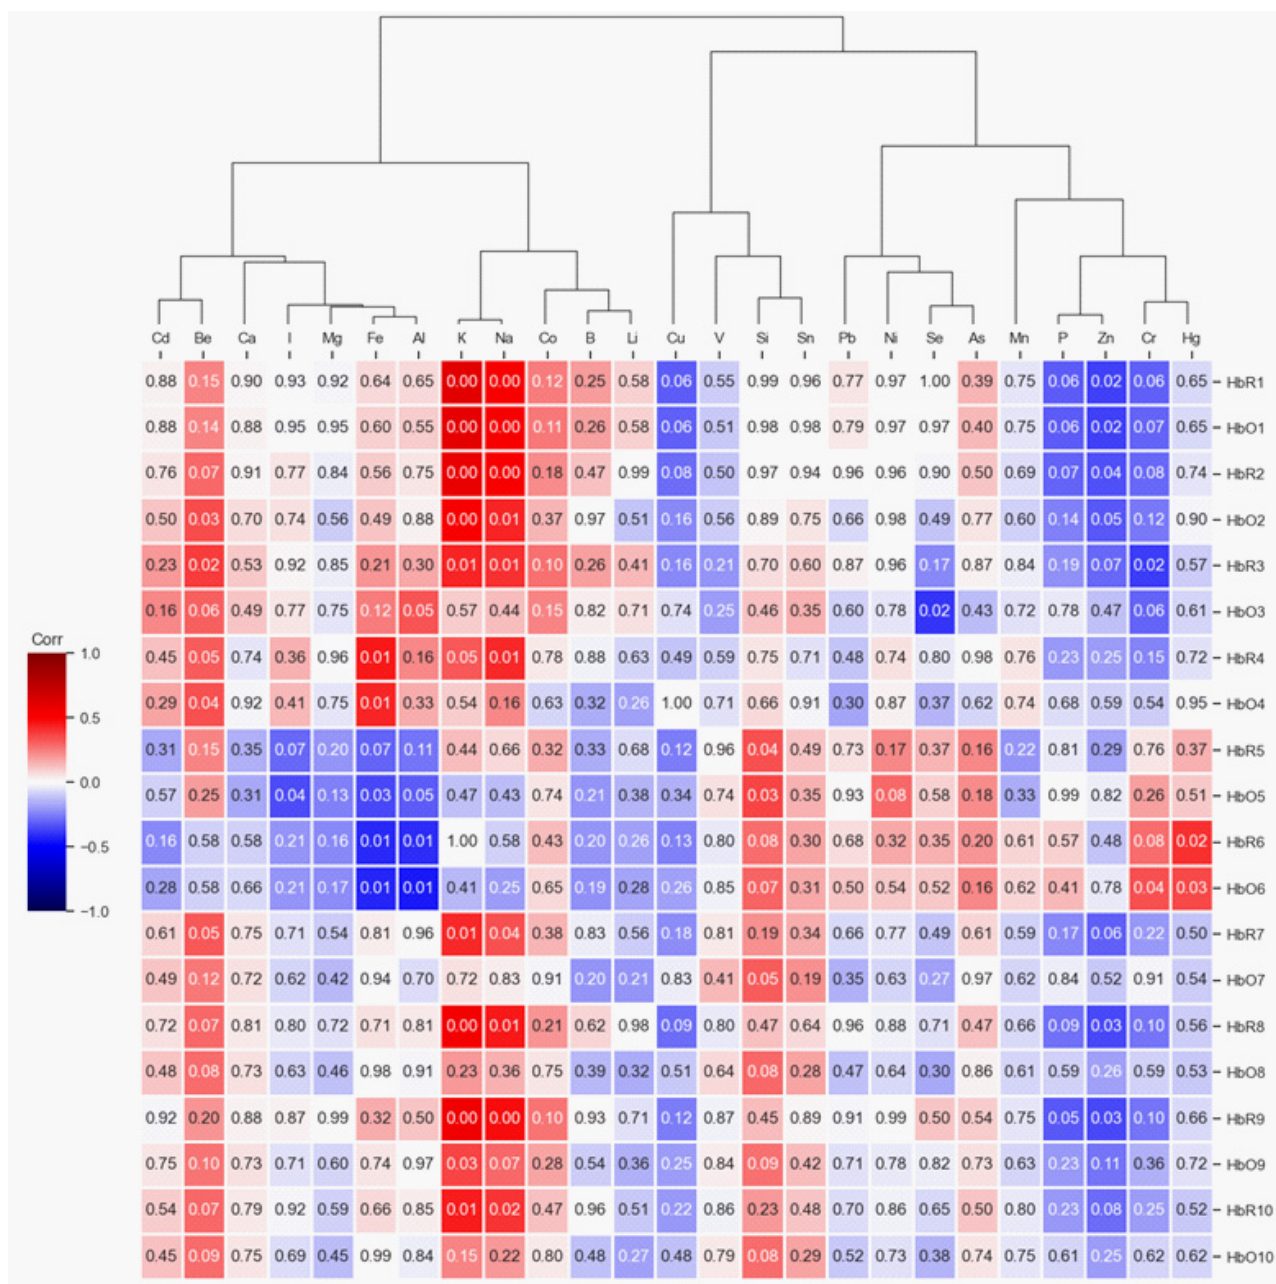 Cd Be Ca I Mg Fe Al K Na Co B Li Cu V Si Sn Pb Ni Se As Mn P Zn Cr Hg
0.88 0.15 0.90 0.93 0.92 0.64 0.65 0.00 0.00 0.12 0.25 0.58 0.06 0.55 0.99 0.96 0.77 0.97 1.00 0.39 0.75 0.06 0.02 0.06 0.65 HbR1
0.88 0.14 0.88 0.95 0.95 0.60 0.55 0.00 0.00 0.11 0.26 0.58 0.06 0.51 0.98 0.98 0.79 0.97 0.97 0.40 0.75 0.06 0.02 0.07 0.65 HbO1
0.76 0.07 0.91 0.77 0.84 0.56 0.75 0.00 0.00 0.18 0.47 0.99 0.08 0.50 0.97 0.94 0.96 0.96 0.90 0.50 0.69 0.07 0.04 0.08 0.74 HbR2
0.50 0.03 0.70 0.74 0.56 0.49 0.88 0.00 0.01 0.37 0.97 0.51 0.16 0.56 0.89 0.75 0.66 0.98 0.49 0.77 0.60 0.14 0.05 0.12 0.90 HbO2
0.23 0.02 0.53 0.92 0.85 0.21 0.30 0.01 0.01 0.10 0.26 0.41 0.16 0.21 0.70 0.60 0.87 0.96 0.17 0.87 0.84 0.19 0.07 0.02 0.57 HbR3
0.16 0.06 0.49 0.77 0.75 0.12 0.05 0.57 0.44 0.15 0.82 0.71 0.74 0.25 0.46 0.35 0.60 0.78 0.02 0.43 0.72 0.78 0.47 0.06 0.61 HbO3
Corr
1.0
0.5
0.0
−0.5
−1.0
0.45 0.05 0.74 0.36 0.96 0.01 0.16 0.05 0.01 0.78 0.88 0.63 0.49 0.59 0.75 0.71 0.48 0.74 0.80 0.98 0.76 0.23 0.25 0.15 0.72 HbR4
0.29 0.04 0.92 0.41 0.75 0.01 0.33 0.54 0.16 0.63 0.32 0.26 1.00 0.71 0.66 0.91 0.30 0.87 0.37 0.62 0.74 0.68 0.59 0.54 0.95 HbO4
0.31 0.15 0.35 0.07 0.20 0.07 0.11 0.44 0.66 0.32 0.33 0.68 0.12 0.96 0.04 0.49 0.73 0.17 0.37 0.16 0.22 0.81 0.29 0.76 0.37 HbR5
0.57 0.25 0.31 0.04 0.13 0.03 0.05 0.47 0.43 0.74 0.21 0.38 0.34 0.74 0.03 0.35 0.93 0.08 0.58 0.18 0.33 0.99 0.82 0.26 0.51 HbO5
0.16 0.58 0.58 0.21 0.16 0.01 0.01 1.00 0.58 0.43 0.20 0.26 0.13 0.80 0.08 0.30 0.68 0.32 0.35 0.20 0.61 0.57 0.48 0.08 0.02 HbR6
0.28 0.58 0.66 0.21 0.17 0.01 0.01 0.41 0.25 0.65 0.19 0.28 0.26 0.85 0.07 0.31 0.50 0.54 0.52 0.16 0.62 0.41 0.78 0.04 0.03 HbO6
0.61 0.05 0.75 0.71 0.54 0.81 0.96 0.01 0.04 0.38 0.83 0.56 0.18 0.81 0.19 0.34 0.66 0.77 0.49 0.61 0.59 0.17 0.06 0.22 0.50 HbR7
0.49 0.12 0.72 0.62 0.42 0.94 0.70 0.72 0.83 0.91 0.20 0.21 0.83 0.41 0.05 0.19 0.35 0.63 0.27 0.97 0.62 0.84 0.52 0.91 0.54 HbO7
0.72 0.07 0.81 0.80 0.72 0.71 0.81 0.00 0.01 0.21 0.62 0.98 0.09 0.80 0.47 0.64 0.96 0.88 0.71 0.47 0.66 0.09 0.03 0.10 0.56 HbR8
0.48 0.08 0.73 0.63 0.46 0.98 0.91 0.23 0.36 0.75 0.39 0.32 0.51 0.64 0.08 0.28 0.47 0.64 0.30 0.86 0.61 0.59 0.26 0.59 0.53 HbO8
0.92 0.20 0.88 0.87 0.99 0.32 0.50 0.00 0.00 0.10 0.93 0.71 0.12 0.87 0.45 0.89 0.91 0.99 0.50 0.54 0.75 0.05 0.03 0.10 0.66 HbR9
0.75 0.10 0.73 0.71 0.60 0.74 0.97 0.03 0.07 0.28 0.54 0.36 0.25 0.84 0.09 0.42 0.71 0.78 0.82 0.73 0.63 0.23 0.11 0.36 0.72 HbO9
0.54 0.07 0.79 0.92 0.59 0.66 0.85 0.01 0.02 0.47 0.96 0.51 0.22 0.86 0.23 0.48 0.70 0.86 0.65 0.50 0.80 0.23 0.08 0.25 0.52 HbR10
0.45 0.09 0.75 0.69 0.45 0.99 0.84 0.15 0.22 0.80 0.48 0.27 0.48 0.79 0.08 0.29 0.52 0.73 0.38 0.74 0.75 0.61 0.25 0.62 0.62 HbO10